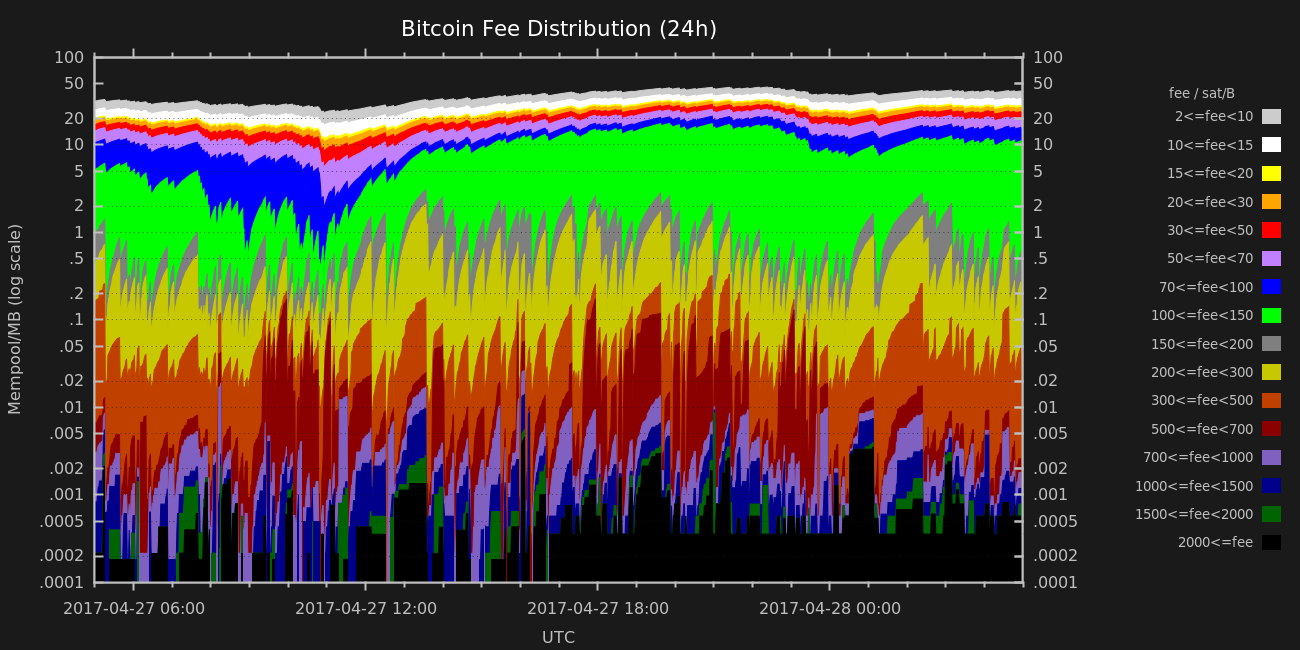 Bitcoin Fee Distribution (24h)
Mempool/MB (log scale)
100
50
20
10
5
2
1
.5
.2
.1
.05
.02
.01
.005
.002
.001
.0005
.0002
.0001
100
50
20
10
5
2
1
.5
.2
.1
.05
.02
.01
.005
.002
.001
.0005
.0002
.0001
fee / sat/B
2<=fee<10
10<=fee<15
15<=fee<20
20<=fee<30
30<=fee<50
50<=fee<70
70<=fee<100
100<=fee<150
150<=fee<200
200<=fee<300
300<=fee<500
500<=fee<700
700<=fee<1000
1000<=fee<1500
1500<=fee<2000
2000<=fee
2017-04-27 06:00 2017-04-27 12:00 2017-04-27 18:00 2017-04-28 00:00
UTC